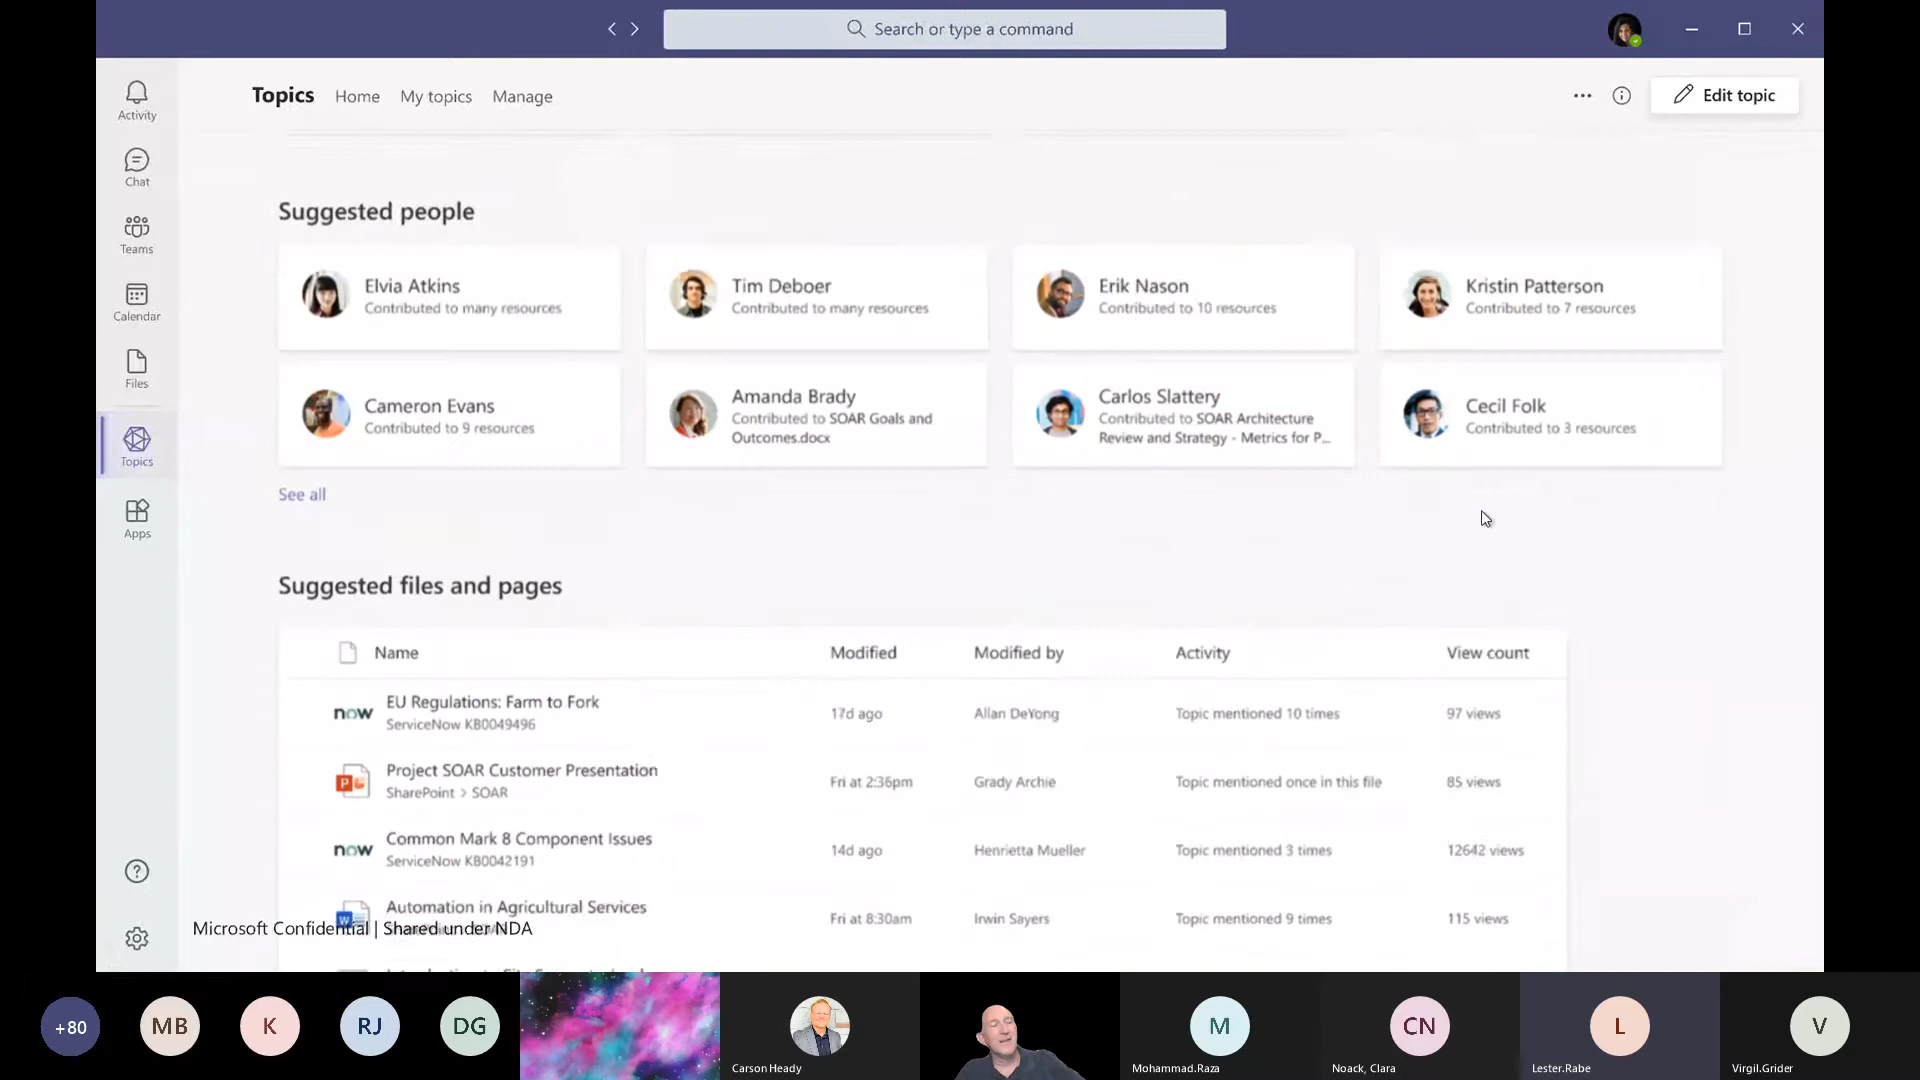 Search or type a command
Activity
Chat
Teams
Calendar
Files
Topics
Apps
Topics Home My topics Manage
Edit topic
Suggested people
Elvia Atkins
Contributed to many resources
Tim Deboer
Contributed to many resources
Erik Nason
Contributed to 10 resources
Kristin Patterson
Contributed to 7 resources
Cameron Evans
Contributed to 9 resources
Amanda Brady
Contributed to SOAR Goals and
Outcomes.docx
Carlos Slattery
Contributed to SOAR Architecture
Review and Strategy - Metrics for P...
Cecil Folk
Contributed to 3 resources
See all
Suggested files and pages
Name Modified Modified by Activity View count
now
EU Regulations: Farm to Fork
ServiceNow KB0049496
17d ago Allan DeYong Topic mentioned 10 times 97 views
P
Project SOAR Customer Presentation
SharePoint > SOAR
Fri at 2:36pm Grady Archie Topic mentioned once in this file 85 views
now
Common Mark 8 Component Issues
ServiceNow KB0042191
14d ago Henrietta Mueller Topic mentioned 3 times 12642 views
W
Automation in Agricultural Services
Fri at 8:30am Irwin Sayers Topic mentioned 9 times 115 views
Microsoft Confidential | Shared under NDA
+80 MB K RJ DG M CN L V
Carson Heady Mohammad.Raza Noack, Clara Lester.Rabe Virgil.Grider